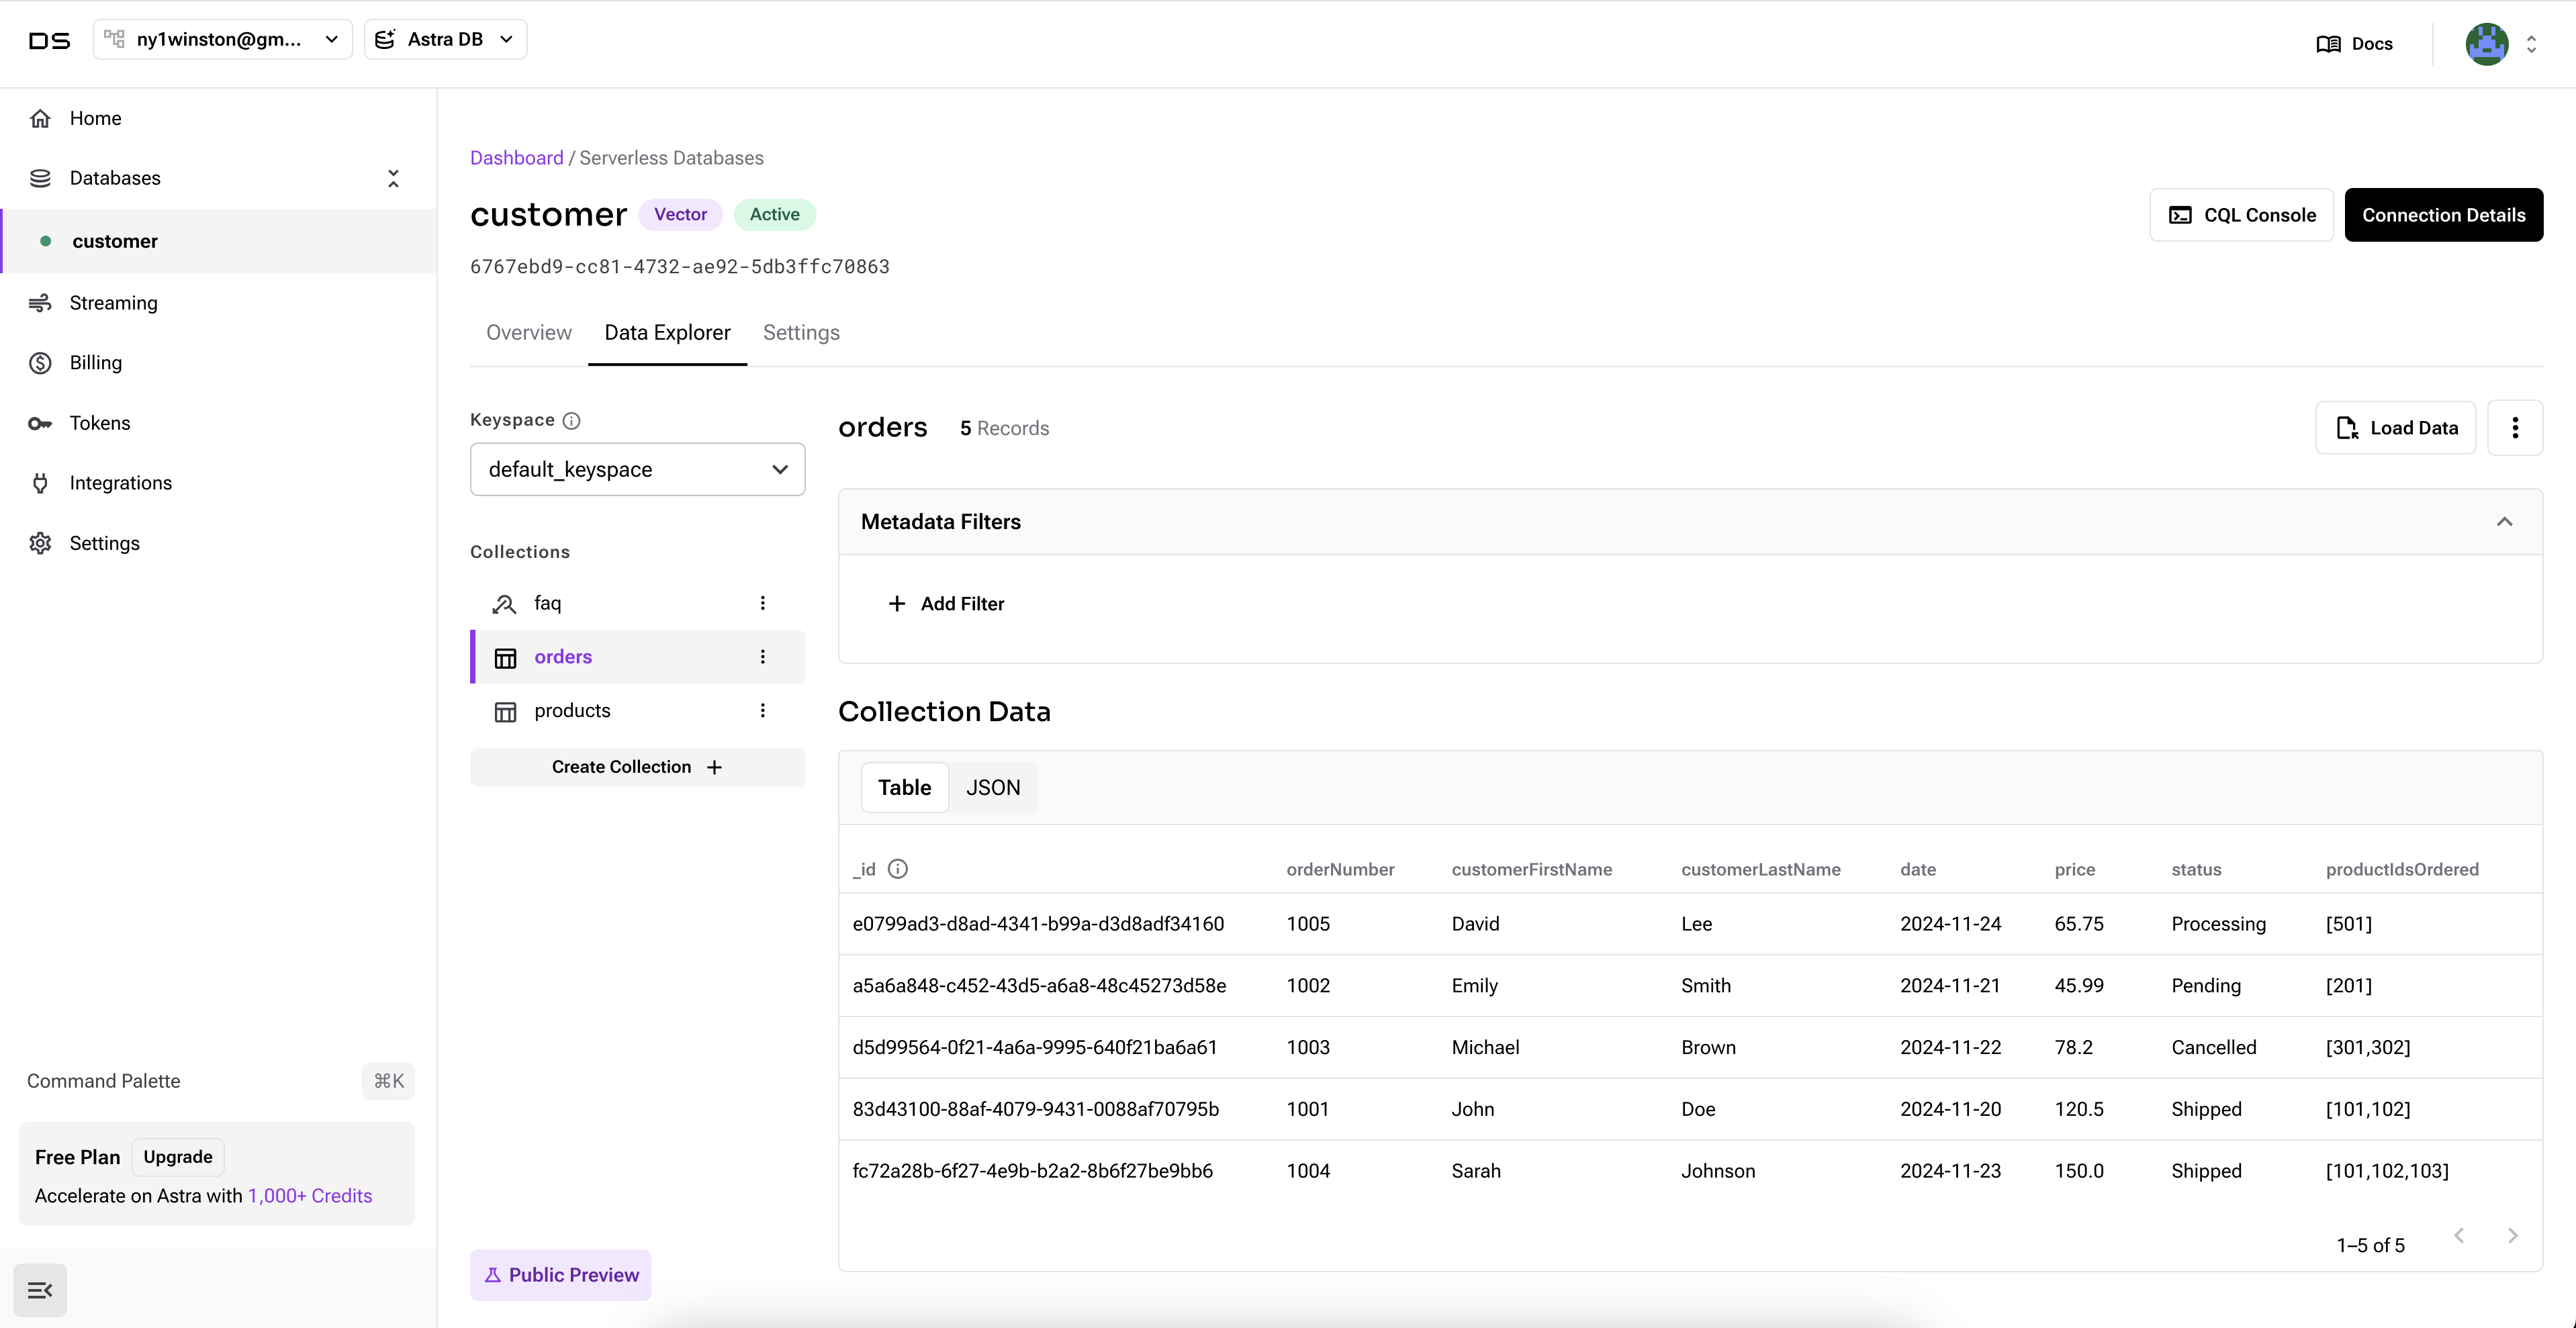 DS
ny1winston@gm...
Astra DB
Docs
Home
Databases
customer
Streaming
Billing
Tokens
Integrations
Settings
Command Palette
⌘K
Free Plan
Upgrade
Accelerate on Astra with 1,000+ Credits
Dashboard / Serverless Databases
customer
Vector
Active
CQL Console
Connection Details
6767ebd9-cc81-4732-ae92-5db3ffc70863
Overview
Data Explorer
Settings
Keyspace
default_keyspace
Collections
faq
orders
products
Create Collection +
Public Preview
orders
5 Records
Load Data
Metadata Filters
+ Add Filter
Collection Data
Table
JSON
_id orderNumber customerFirstName customerLastName date price status productIdsOrdered
e0799ad3-d8ad-4341-b99a-d3d8adf34160 1005 David Lee 2024-11-24 65.75 Processing [501]
a5a6a848-c452-43d5-a6a8-48c45273d58e 1002 Emily Smith 2024-11-21 45.99 Pending [201]
d5d99564-0f21-4a6a-9995-640f21ba6a61 1003 Michael Brown 2024-11-22 78.2 Cancelled [301,302]
83d43100-88af-4079-9431-0088af70795b 1001 John Doe 2024-11-20 120.5 Shipped [101,102]
fc72a28b-6f27-4e9b-b2a2-8b6f27be9bb6 1004 Sarah Johnson 2024-11-23 150.0 Shipped [101,102,103]
1–5 of 5